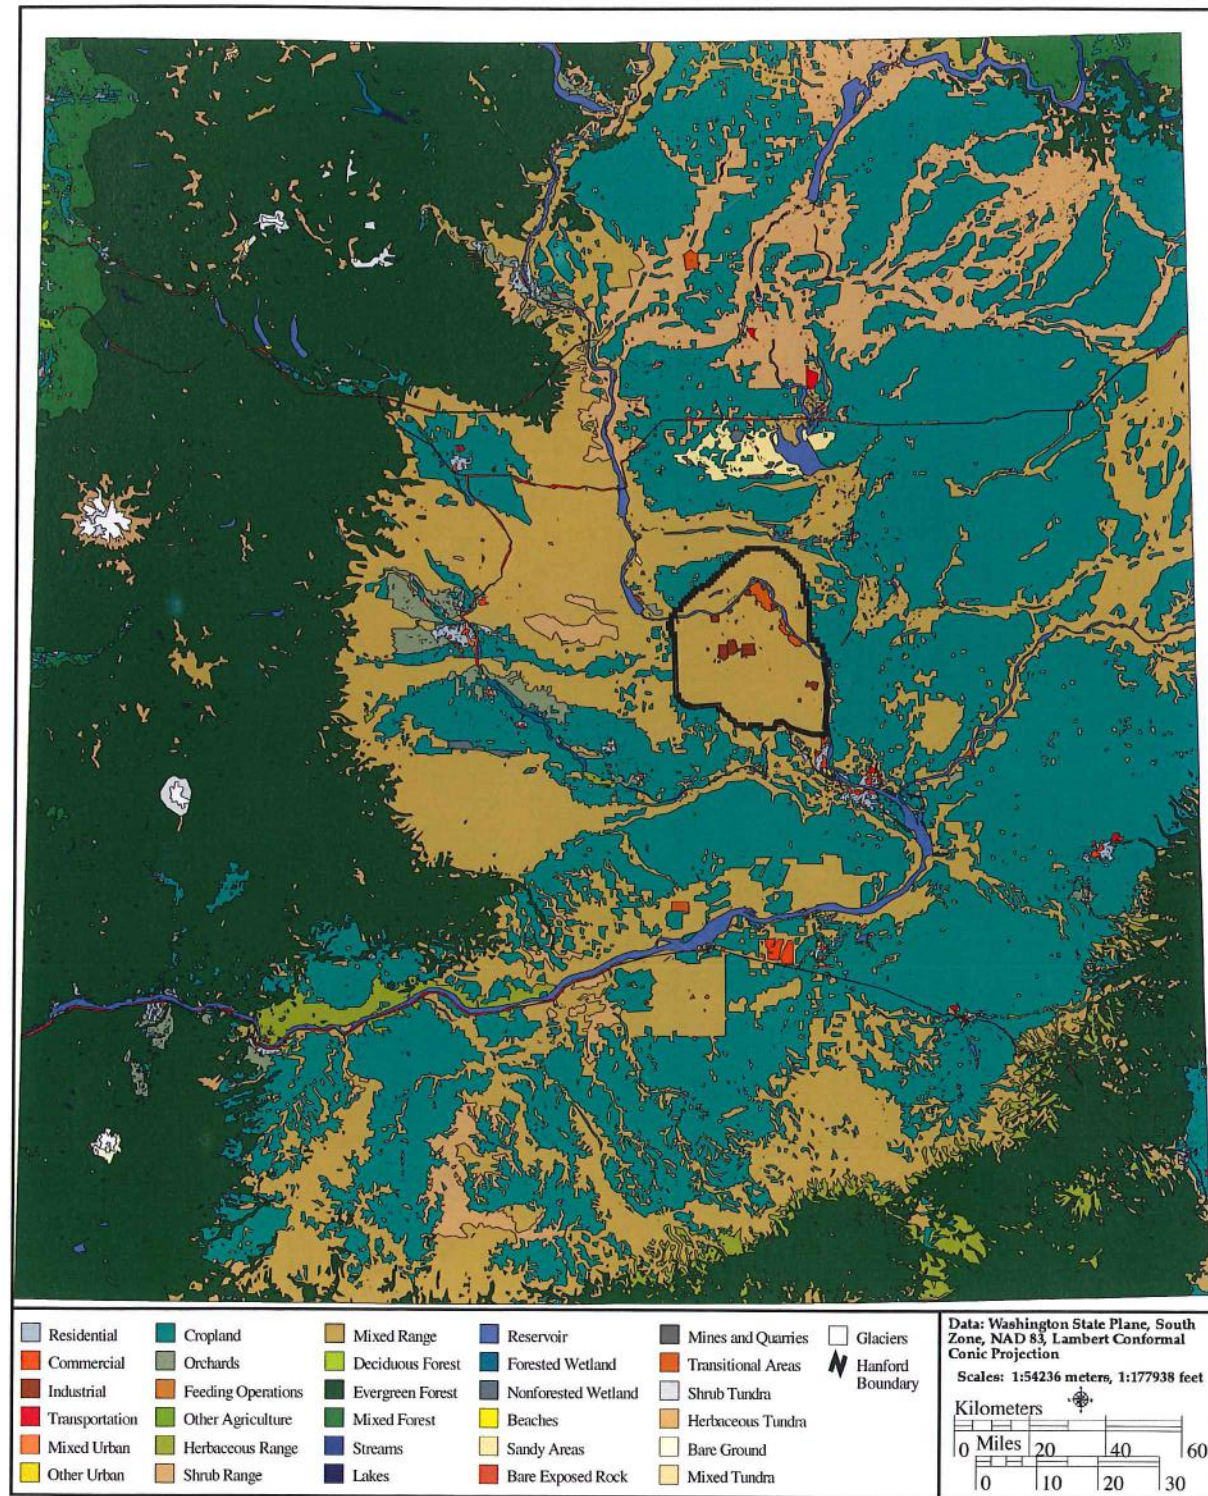 Residential
Commercial
Industrial
Transportation
Mixed Urban
Other Urban
Cropland
Orchards
Feeding Operations
Other Agriculture
Herbaceous Range
Shrub Range
Mixed Range
Deciduous Forest
Evergreen Forest
Mixed Forest
Streams
Lakes
Reservoir
Forested Wetland
Nonforested Wetland
Beaches
Sandy Areas
Bare Exposed Rock
Mines and Quarries
Transitional Areas
Shrub Tundra
Herbaceous Tundra
Bare Ground
Mixed Tundra
Glaciers
Hanford
Boundary
Data: Washington State Plane, South
Zone, NAD 83, Lambert Conformal
Conic Projection
Scales: 1:54236 meters, 1:177938 feet
Kilometers
0 20 40 60
Miles
0 10 20 30